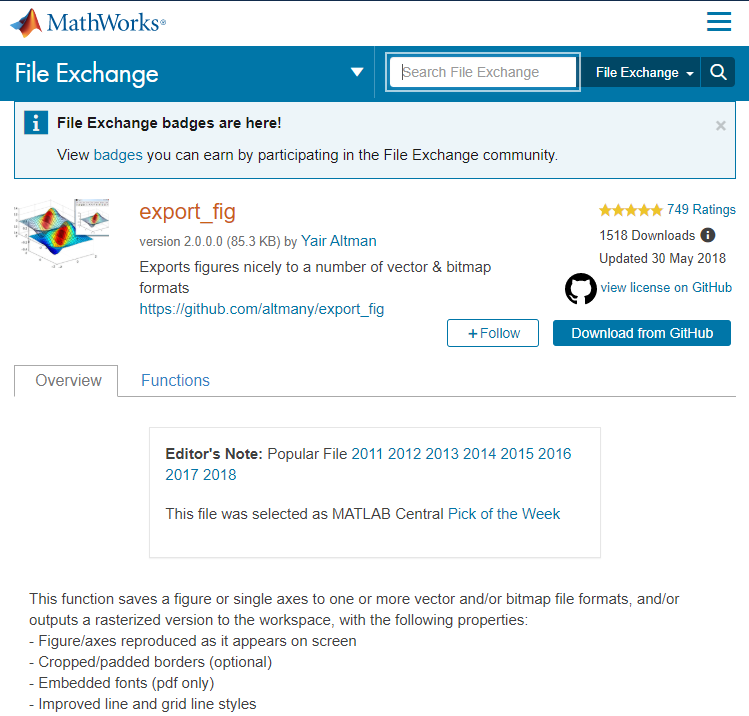 MathWorks®
File Exchange
Search File Exchange
File Exchange
File Exchange badges are here!
View badges you can earn by participating in the File Exchange community.
export_fig
version 2.0.0.0 (85.3 KB) by Yair Altman
Exports figures nicely to a number of vector & bitmap
formats
https://github.com/altmany/export_fig
749 Ratings
1518 Downloads
Updated 30 May 2018
view license on GitHub
+Follow
Download from GitHub
Overview
Functions
Editor's Note: Popular File 2011 2012 2013 2014 2015 2016
2017 2018
This file was selected as MATLAB Central Pick of the Week
This function saves a figure or single axes to one or more vector and/or bitmap file formats, and/or
outputs a rasterized version to the workspace, with the following properties:
- Figure/axes reproduced as it appears on screen
- Cropped/padded borders (optional)
- Embedded fonts (pdf only)
- Improved line and grid line styles